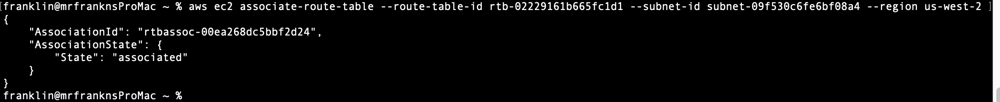 [franklin@mrfranknsProMac ~ % aws ec2 associate-route-table --route-table-id rtb-02229161b665fc1d1 --subnet-id subnet-09f530c6fe6bf08a4 --region us-west-2 ]
{
    "AssociationId": "rtbassoc-00ea268dc5bbf2d24",
    "AssociationState": {
        "State": "associated"
    }
}
franklin@mrfranknsProMac ~ %